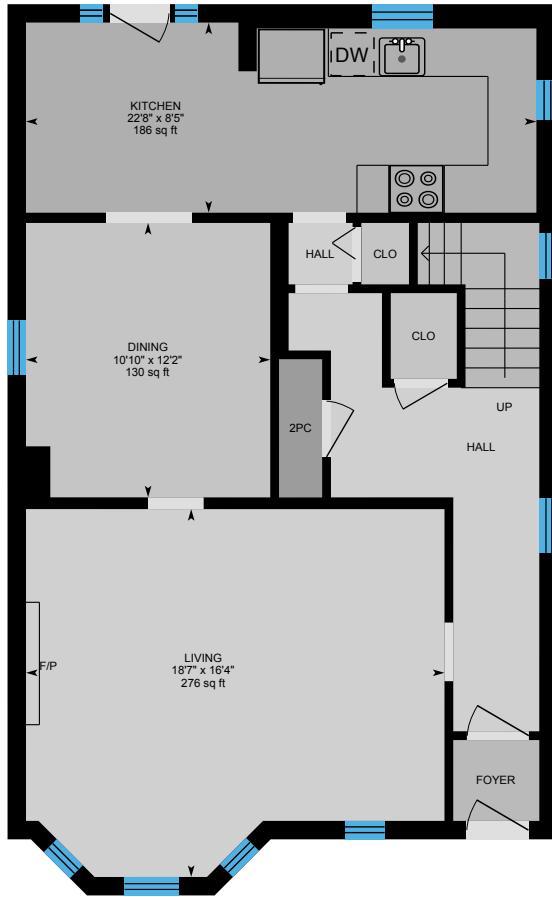 DW
KITCHEN
22'8" x 8'5"
186 sq ft
HALL
CLO
CLO
DINING
10'10" x 12'2"
130 sq ft
2PC
UP
HALL
LIVING
18'7" x 16'4"
276 sq ft
F/P
FOYER